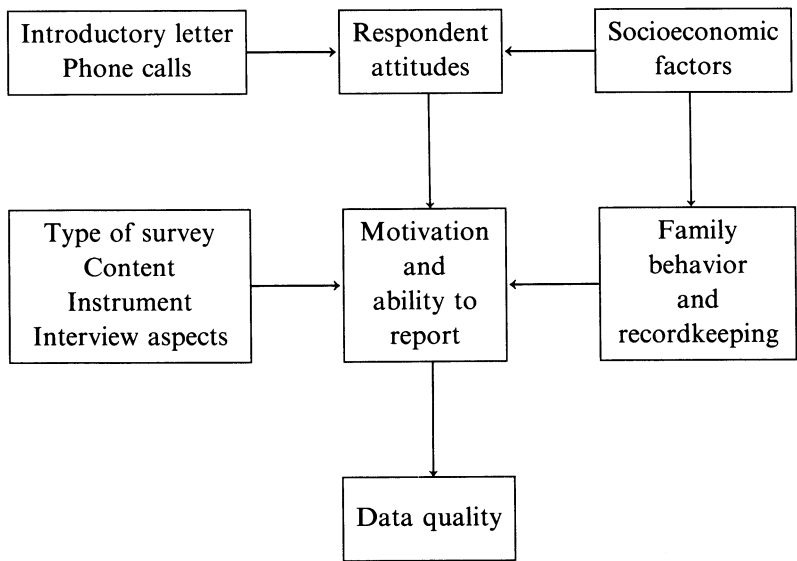 Introductory letter
Phone calls
Respondent
attitudes
Socioeconomic
factors
Type of survey
Content
Instrument
Interview aspects
Motivation
and
ability to
report
Family
behavior
and
recordkeeping
Data quality